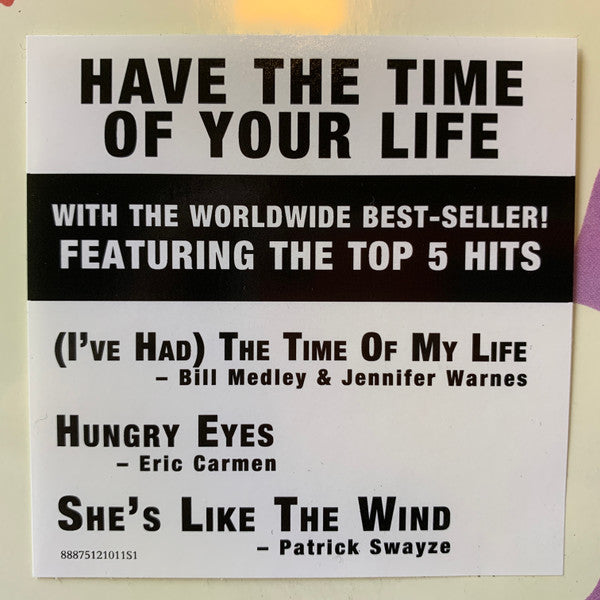 HAVE THE TIME
OF YOUR LIFE
WITH THE WORLDWIDE BEST-SELLER!
FEATURING THE TOP 5 HITS
(I'VE HAD) THE TIME OF MY LIFE
– Bill Medley & Jennifer Warnes
HUNGRY EYES
– Eric Carmen
SHE'S LIKE THE WIND
– Patrick Swayze
88875121011S1